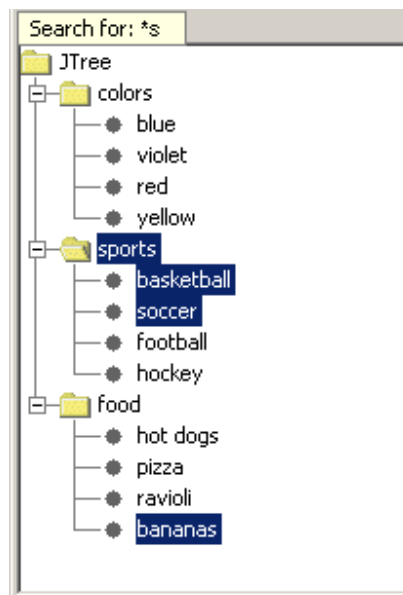 Search for: *s
JTree
colors
blue
violet
red
yellow
sports
basketball
soccer
football
hockey
food
hot dogs
pizza
ravioli
bananas